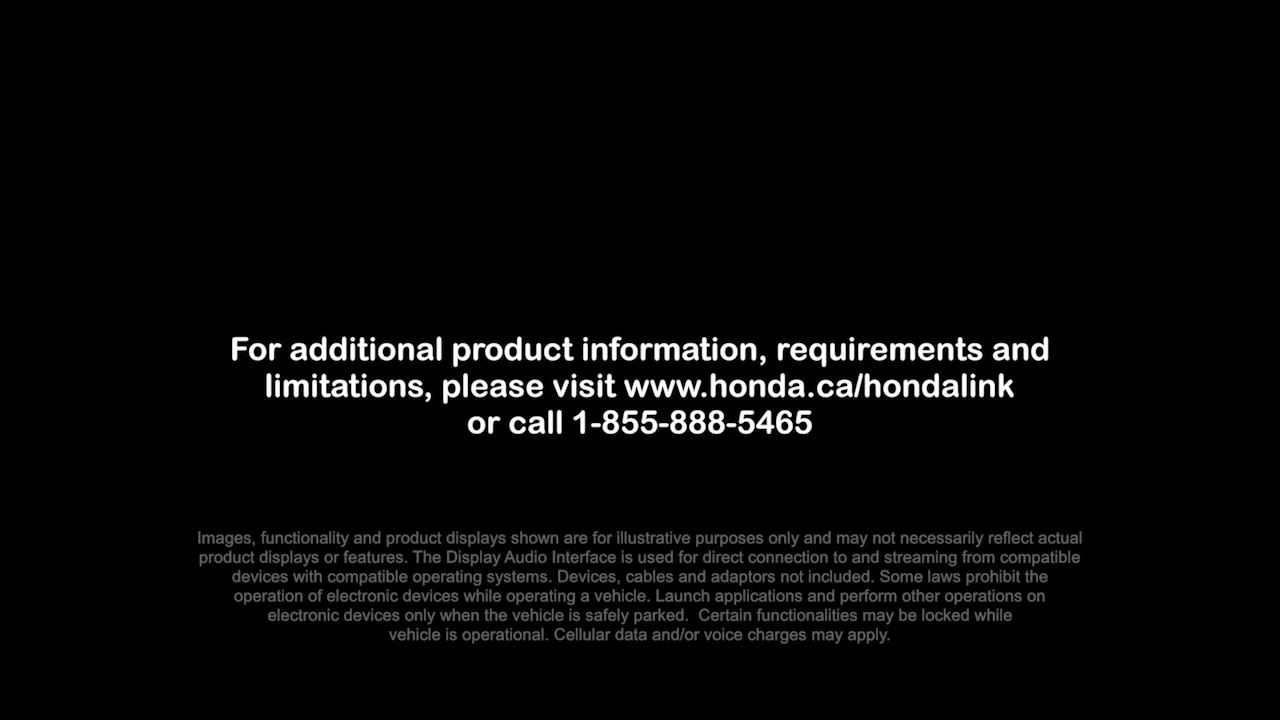 For additional product information, requirements and
limitations, please visit www.honda.ca/hondalink
or call 1-855-888-5465
Images, functionality and product displays shown are for illustrative purposes only and may not necessarily reflect actual
product displays or features. The Display Audio Interface is used for direct connection to and streaming from compatible
devices with compatible operating systems. Devices, cables and adaptors not included. Some laws prohibit the
operation of electronic devices while operating a vehicle. Launch applications and perform other operations on
electronic devices only when the vehicle is safely parked.  Certain functionalities may be locked while
vehicle is operational. Cellular data and/or voice charges may apply.